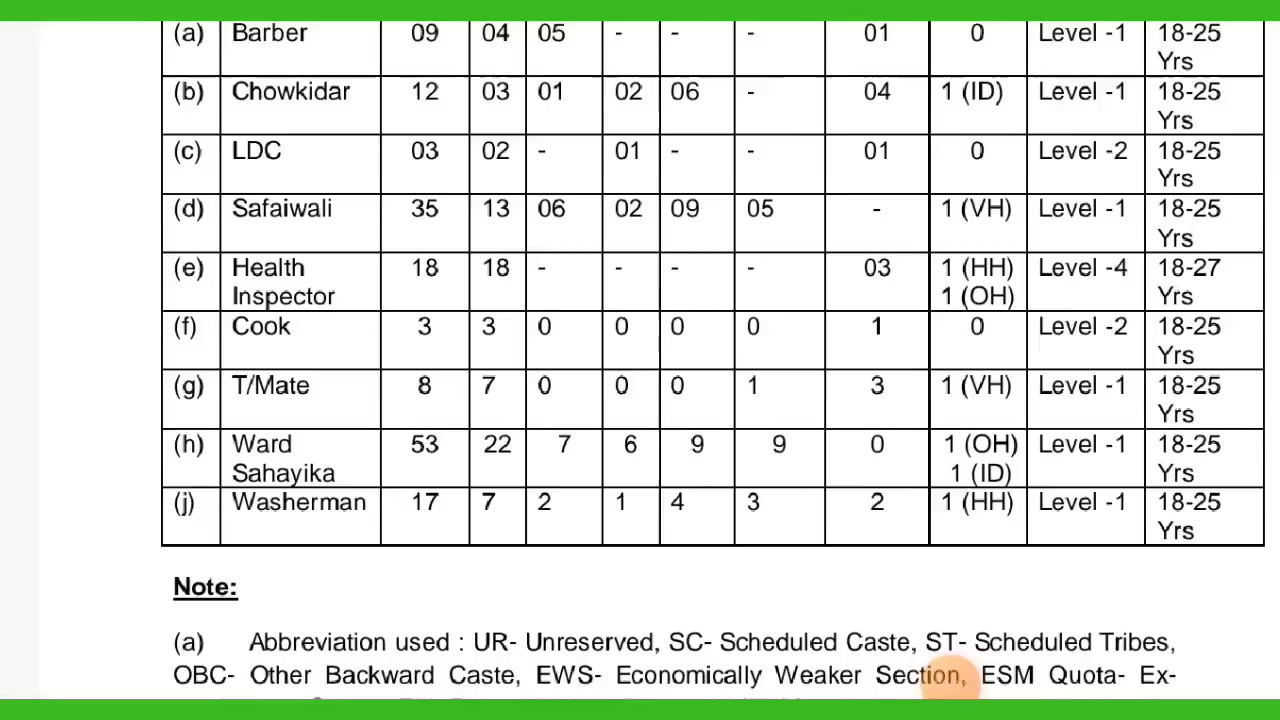 (a) Barber 09 04 05 - - - 01 0 Level -1 18-25
Yrs
(b) Chowkidar 12 03 01 02 06 - 04 1 (ID) Level -1 18-25
Yrs
(c) LDC 03 02 - 01 - - 01 0 Level -2 18-25
Yrs
(d) Safaiwali 35 13 06 02 09 05 - 1 (VH) Level -1 18-25
Yrs
(e) Health 18 18 - - - - 03 1 (HH) Level -4 18-27
Inspector 1 (OH) Yrs
(f) Cook 3 3 0 0 0 0 1 0 Level -2 18-25
Yrs
(g) T/Mate 8 7 0 0 0 1 3 1 (VH) Level -1 18-25
Yrs
(h) Ward 53 22 7 6 9 9 0 1 (OH) Level -1 18-25
Sahayika 1 (ID) Yrs
(j) Washerman 17 7 2 1 4 3 2 1 (HH) Level -1 18-25
Yrs
Note:
(a) Abbreviation used : UR- Unreserved, SC- Scheduled Caste, ST- Scheduled Tribes,
OBC- Other Backward Caste, EWS- Economically Weaker Section, ESM Quota- Ex-